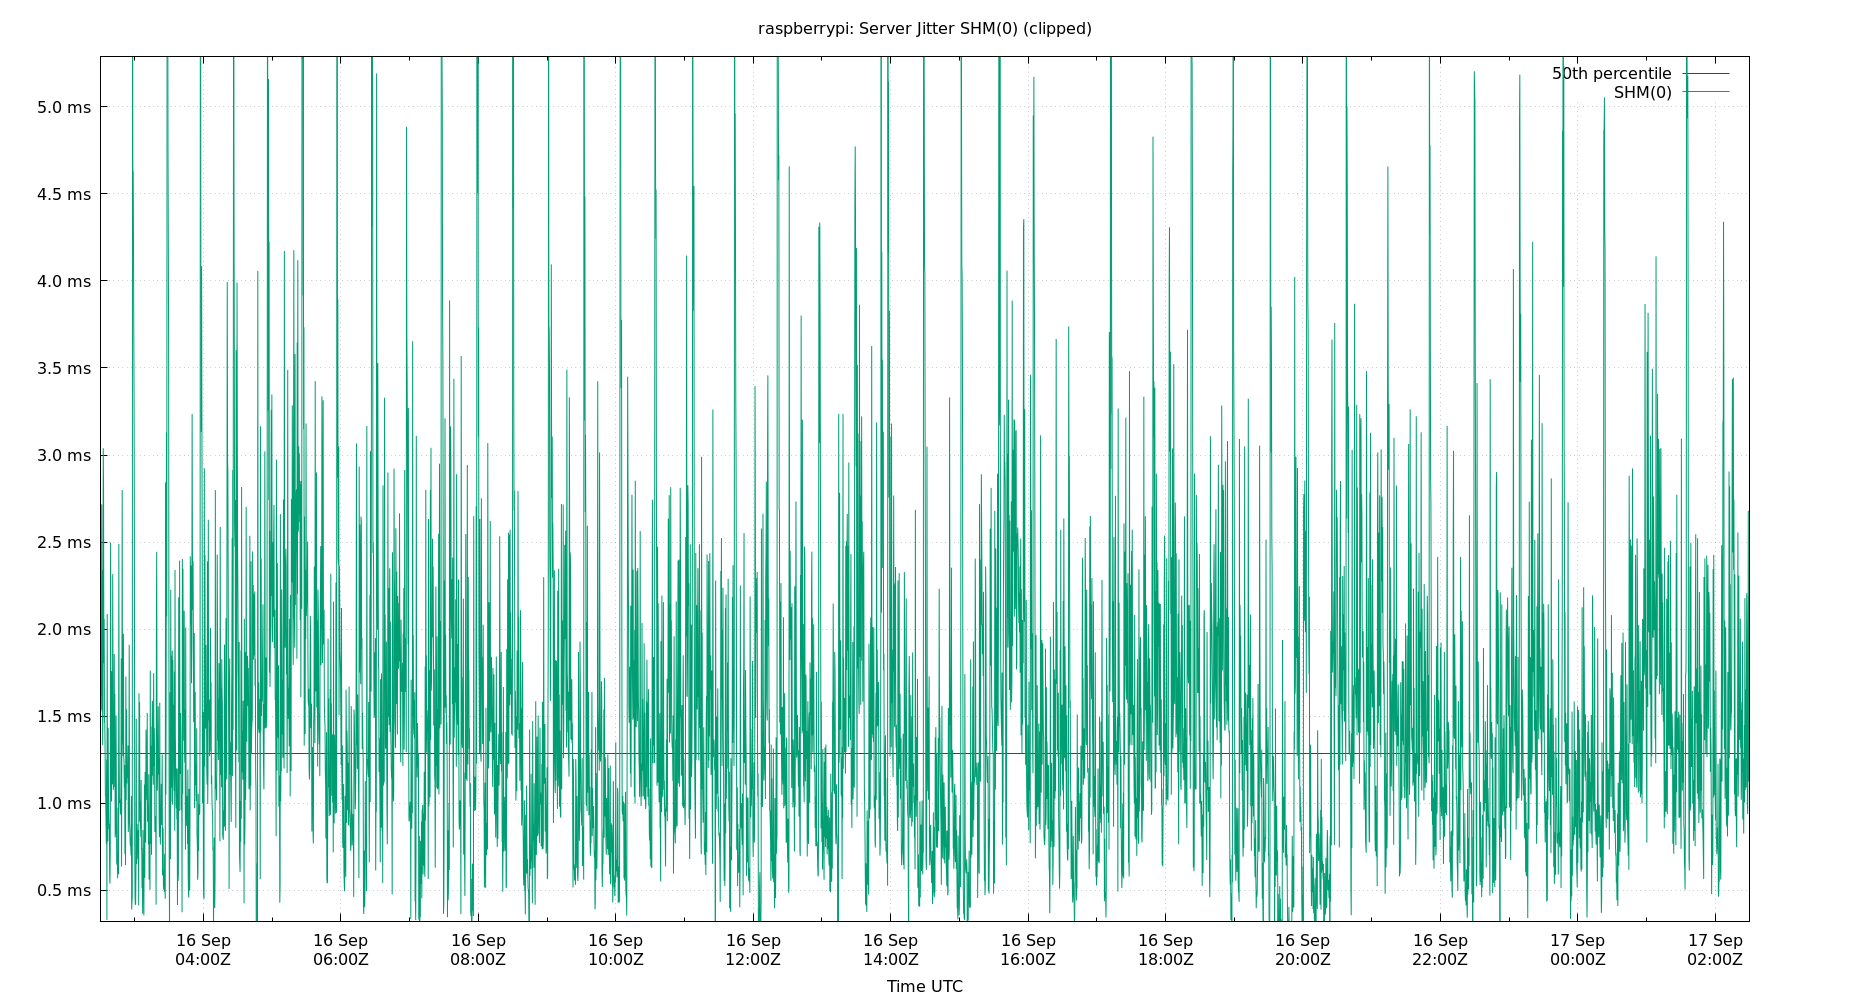 raspberrypi: Server Jitter SHM(0) (clipped)
50th percentile
SHM(0)
5.0 ms
4.5 ms
4.0 ms
3.5 ms
3.0 ms
2.5 ms
2.0 ms
1.5 ms
1.0 ms
0.5 ms
16 Sep 16 Sep 16 Sep 16 Sep 16 Sep 16 Sep 16 Sep 16 Sep 16 Sep 16 Sep 17 Sep 17 Sep
04:00Z 06:00Z 08:00Z 10:00Z 12:00Z 14:00Z 16:00Z 18:00Z 20:00Z 22:00Z 00:00Z 02:00Z
Time UTC